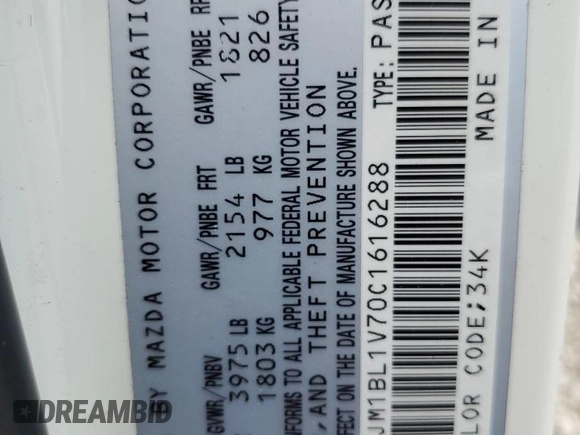 BY MAZDA MOTOR CORPORATIO
GVWR/PNBV GAWR/PNBE FRT GAWR/PNBE RR
3975 LB 2154 LB 1821
1803 KG 977 KG 826
TO ALL APPLICABLE FEDERAL MOTOR VEHICLE SAFETY
,AND THEFT PREVENTION
EFFECT ON THE DATE OF MANUFACTURE SHOWN ABOVE.
JM1BL1V70C1616288 TYPE: PAS
LOR CODE:34K MADE IN
DREAMBID